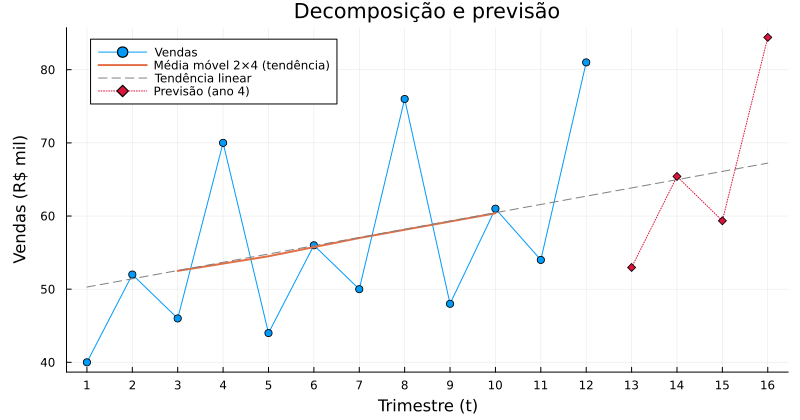 Decomposição e previsão
Vendas
Média móvel 2×4 (tendência)
Tendência linear
Previsão (ano 4)
Vendas (R$ mil)
80
70
60
50
40
1 2 3 4 5 6 7 8 9 10 11 12 13 14 15 16
Trimestre (t)